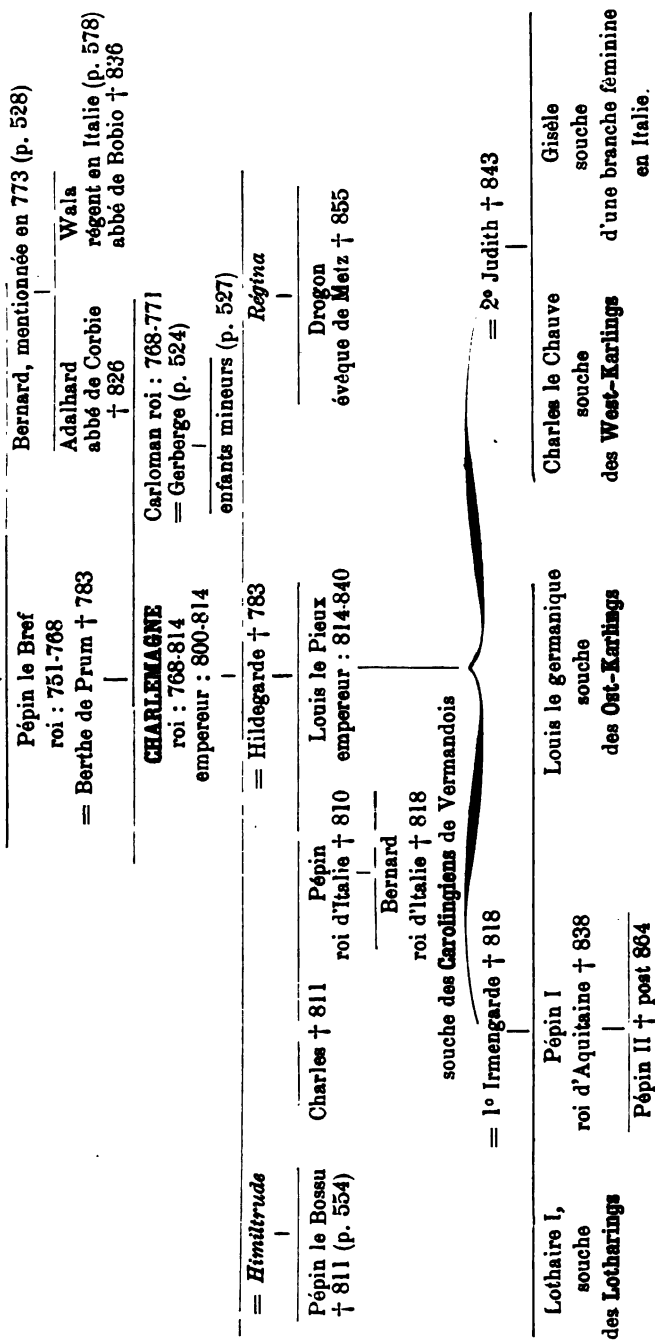 Pépin le Bref
roi : 751-768
= Berthe de Prum † 783
Bernard, mentionnée en 773 (p. 528)
Adalhard
abbé de Corbie
† 826
Wala
régent en Italie (p. 578)
abbé de Bobio † 836
CHARLEMAGNE
roi : 768-814
empereur : 800-814
Carloman roi : 768-771
= Gerberge (p. 524)
enfants mineurs (p. 527)
= Himiltrude
= Hildegarde † 783
Régina
Pépin le Bossu
† 811 (p. 554)
Charles † 811
Pépin
roi d'Italie † 810
Louis le Pieux
empereur : 814-840
Drogon
évêque de Metz † 855
Bernard
roi d'Italie † 818
souche des Carolingiens de Vermandois
= 1º Irmengarde † 818
= 2º Judith † 843
Lothaire I,
souche
des Lotharings
Pépin I
roi d'Aquitaine † 838
Pépin II † post 864
Louis le germanique
souche
des Ost-Karlings
Charles le Chauve
souche
des West-Karlings
Gisèle
souche
d'une branche féminine
en Italie.